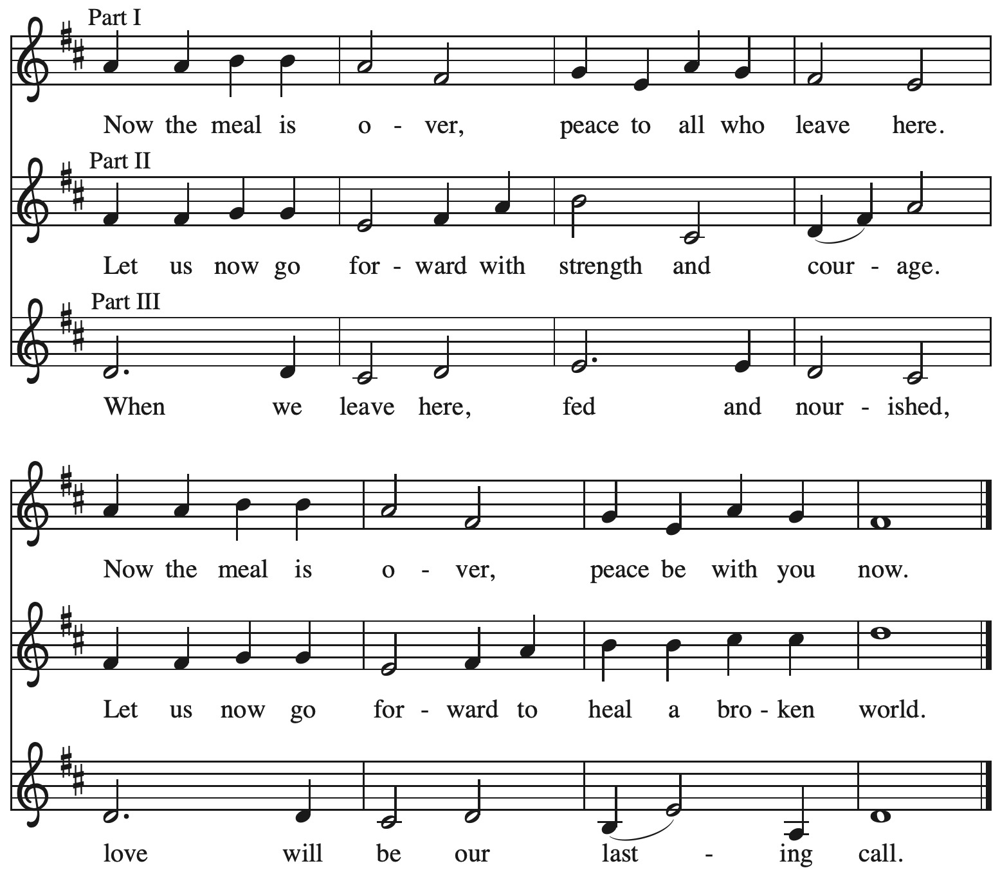 Part I
Now the meal is o - ver, peace to all who leave here.
Part II
Let us now go for - ward with strength and cour - age.
Part III
When we leave here, fed and nour - ished,
Now the meal is o - ver, peace be with you now.
Let us now go for - ward to heal a bro - ken world.
love will be our last - ing call.